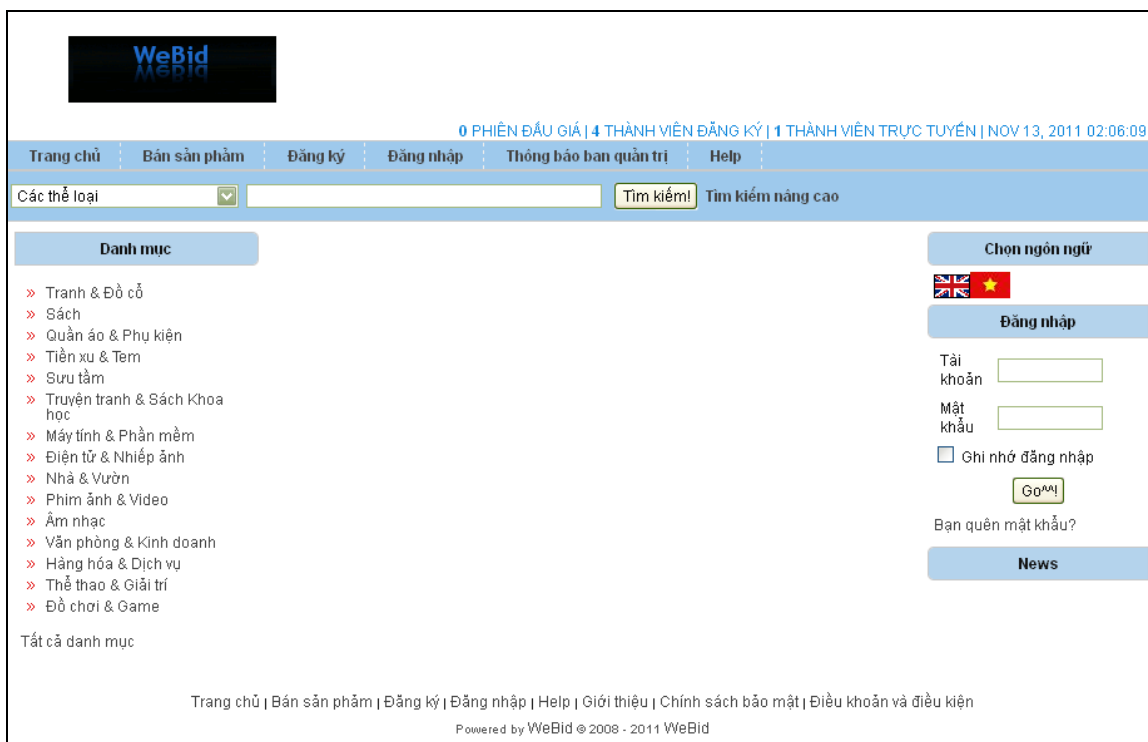 WeBid
0 PHIÊN ĐẤU GIÁ | 4 THÀNH VIÊN ĐĂNG KÝ | 1 THÀNH VIÊN TRỰC TUYẾN | NOV 13, 2011 02:06:09
Trang chủ Bán sản phẩm Đăng ký Đăng nhập Thông báo ban quản trị Help
Các thể loại Tìm kiếm! Tìm kiếm nâng cao
Danh mục
» Tranh & Đồ cổ
» Sách
» Quần áo & Phụ kiện
» Tiền xu & Tem
» Sưu tầm
» Truyện tranh & Sách Khoa
học
» Máy tính & Phần mềm
» Điện tử & Nhiếp ảnh
» Nhà & Vườn
» Phim ảnh & Video
» Âm nhạc
» Văn phòng & Kinh doanh
» Hàng hóa & Dịch vụ
» Thể thao & Giải trí
» Đồ chơi & Game
Tất cả danh mục
Chọn ngôn ngữ
Đăng nhập
Tài
khoản
Mật
khẩu
Ghi nhớ đăng nhập
Go^^!
Bạn quên mật khẩu?
News
Trang chủ | Bán sản phẩm | Đăng ký | Đăng nhập | Help | Giới thiệu | Chính sách bảo mật | Điều khoản và điều kiện
Powered by WeBid © 2008 - 2011 WeBid